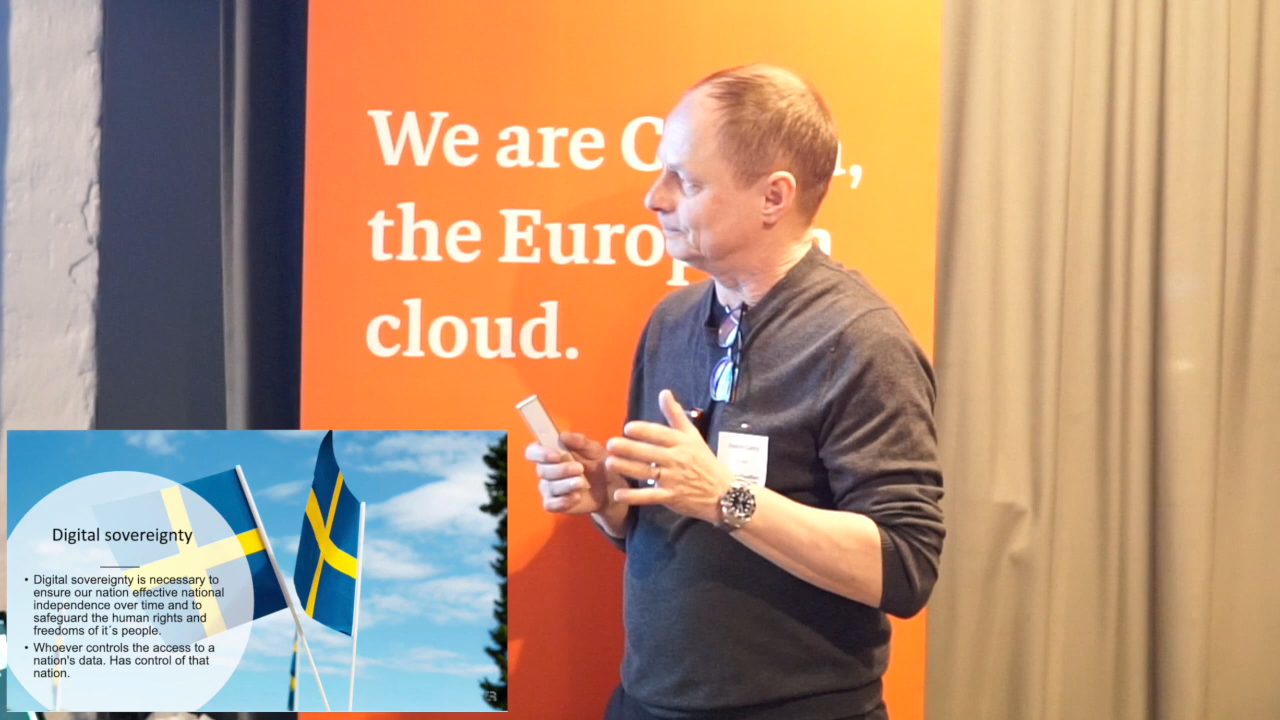 We are C
the Euro
cloud.
Digital sovereignty
• Digital sovereignty is necessary to
ensure our nation effective national
independence over time and to
safeguard the human rights and
freedoms of it´s people.
• Whoever controls the access to a
nation's data. Has control of that
nation.